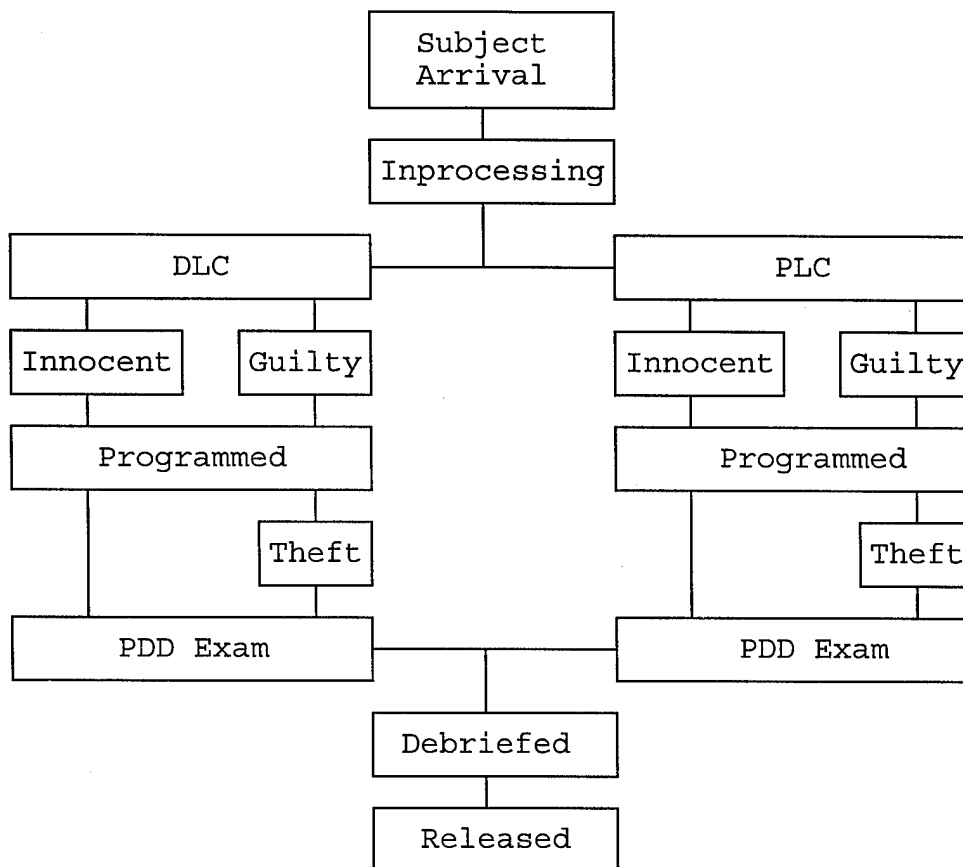 Subject
Arrival
Inprocessing
DLC
PLC
Innocent
Guilty
Innocent
Guilty
Programmed
Programmed
Theft
Theft
PDD Exam
PDD Exam
Debriefed
Released